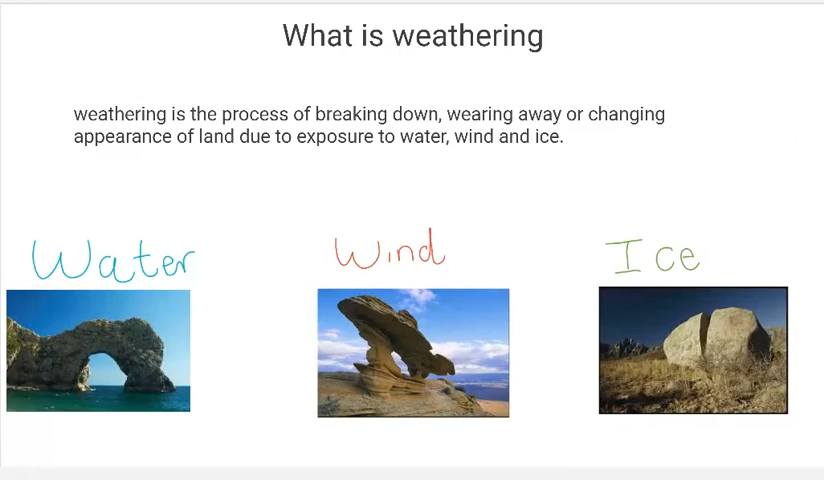 What is weathering
weathering is the process of breaking down, wearing away or changing
appearance of land due to exposure to water, wind and ice.
Water
Wind
Ice